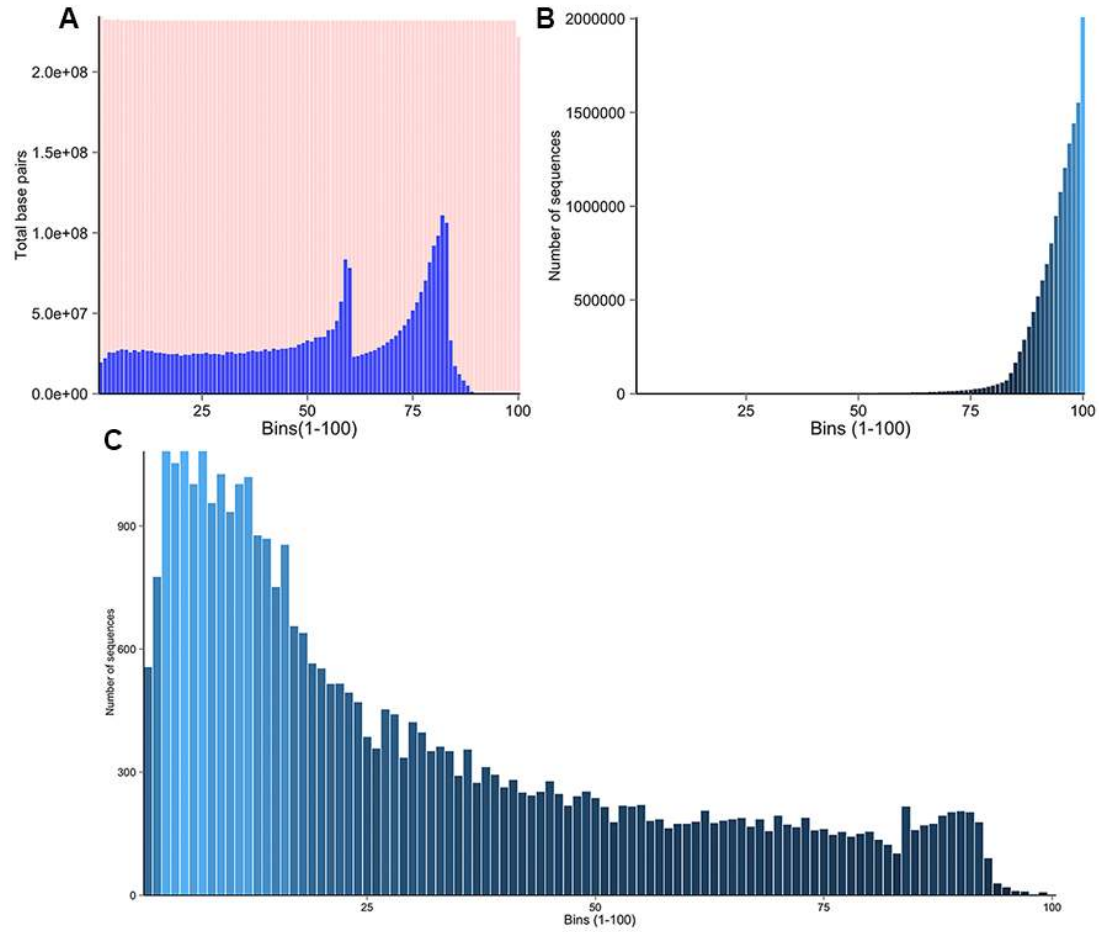 A
Total base pairs
2.0e+08
1.5e+08
1.0e+08
5.0e+07
0.0e+00
25
50
75
100
Bins(1-100)
B
Number of sequences
2000000
1500000
1000000
500000
0
25
50
75
100
Bins (1-100)
C
Number of sequences
900
600
300
0
25
50
75
100
Bins (1-100)